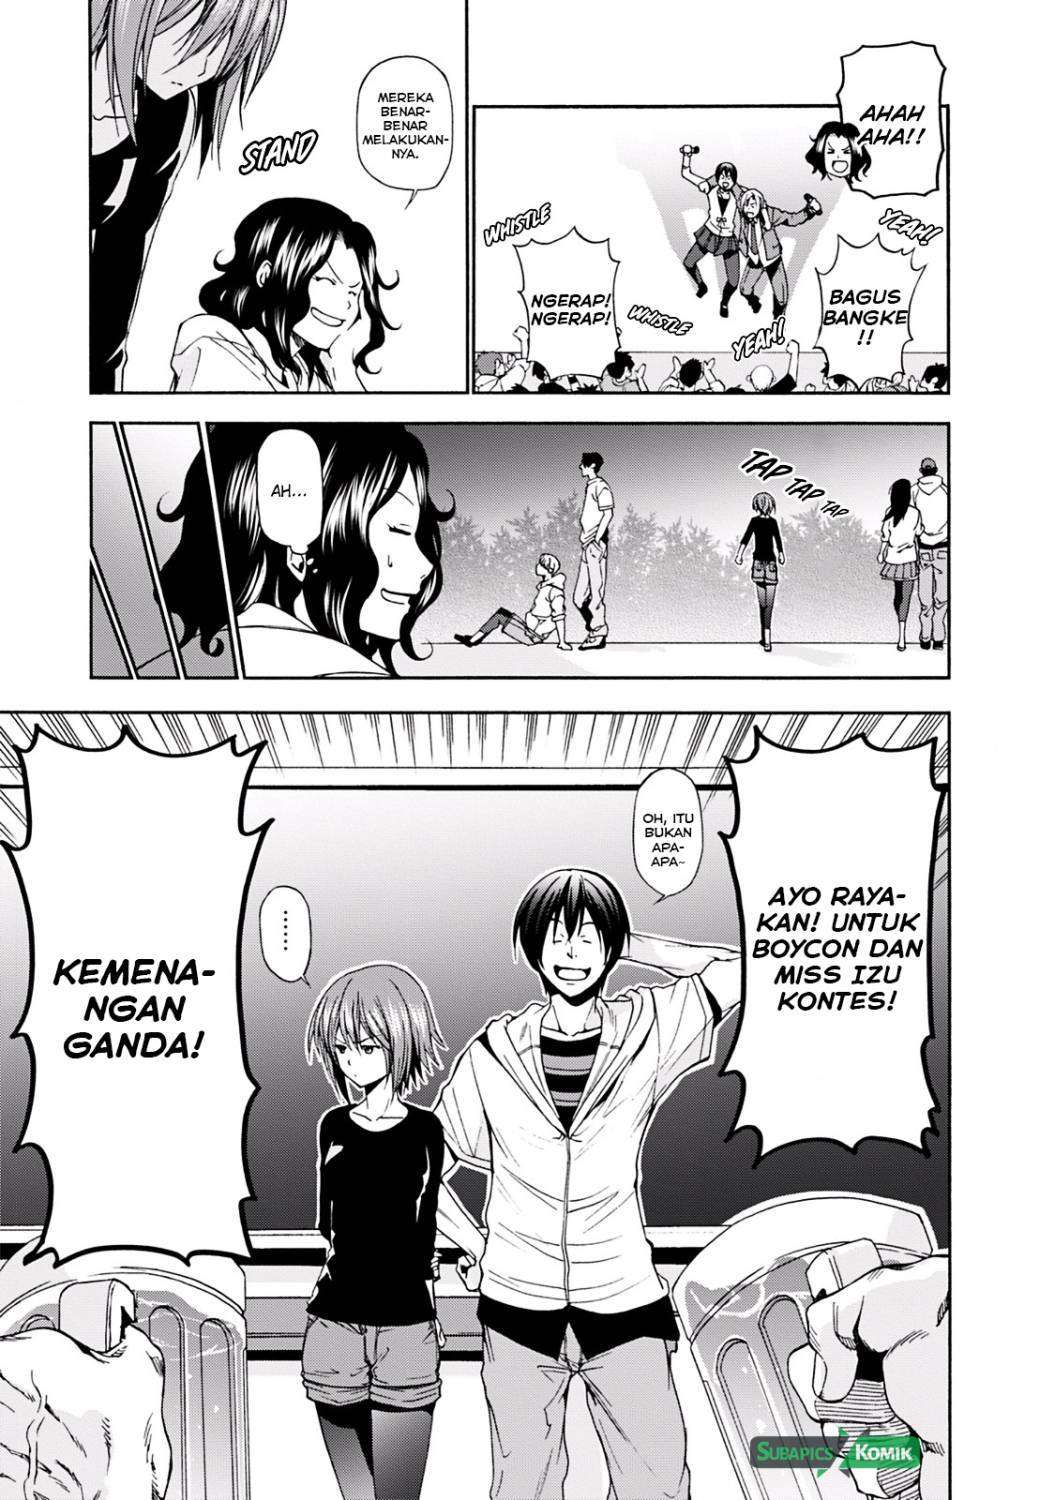 AHAH
AHA!!
YEAH!
BAGUS
BANGKE
!!
YEAH!
WHISTLE
NGERAP!
NGERAP!
WHISTLE
MEREKA
BENAR-
BENAR
MELAKUKAN-
NYA.
STAND
TAP TAP TAP TAP
AH...
AYO RAYA-
KAN! UNTUK
BOYCON DAN
MISS IZU
KONTES!
OH, ITU
BUKAN
APA-
APA~
......
KEMENA-
NGAN
GANDA!
SUBAPICS KOMIK